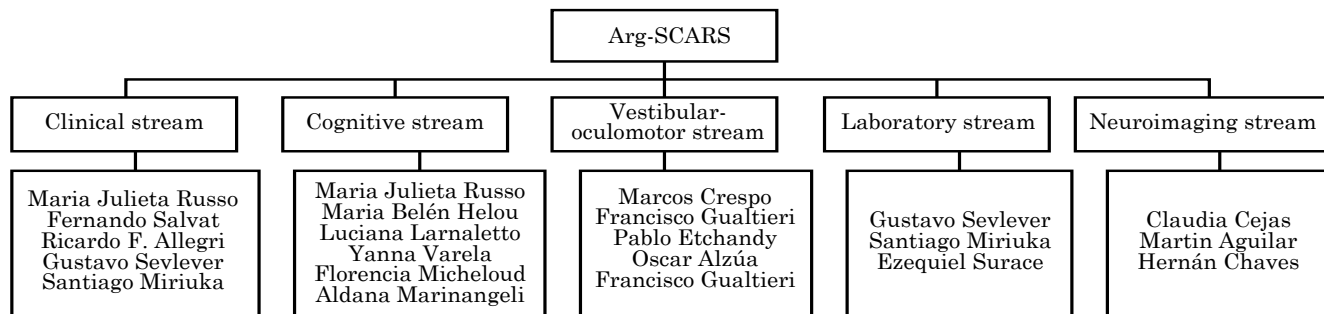 Arg-SCARS
Clinical stream
Cognitive stream
Vestibular-
oculomotor stream
Laboratory stream
Neuroimaging stream
Maria Julieta Russo
Fernando Salvat
Ricardo F. Allegri
Gustavo Sevlever
Santiago Miriuka
Maria Julieta Russo
Maria Belén Helou
Luciana Larnaletto
Yanna Varela
Florencia Micheloud
Aldana Marinangeli
Marcos Crespo
Francisco Gualtieri
Pablo Etchandy
Oscar Alzúa
Francisco Gualtieri
Gustavo Sevlever
Santiago Miriuka
Ezequiel Surace
Claudia Cejas
Martin Aguilar
Hernán Chaves